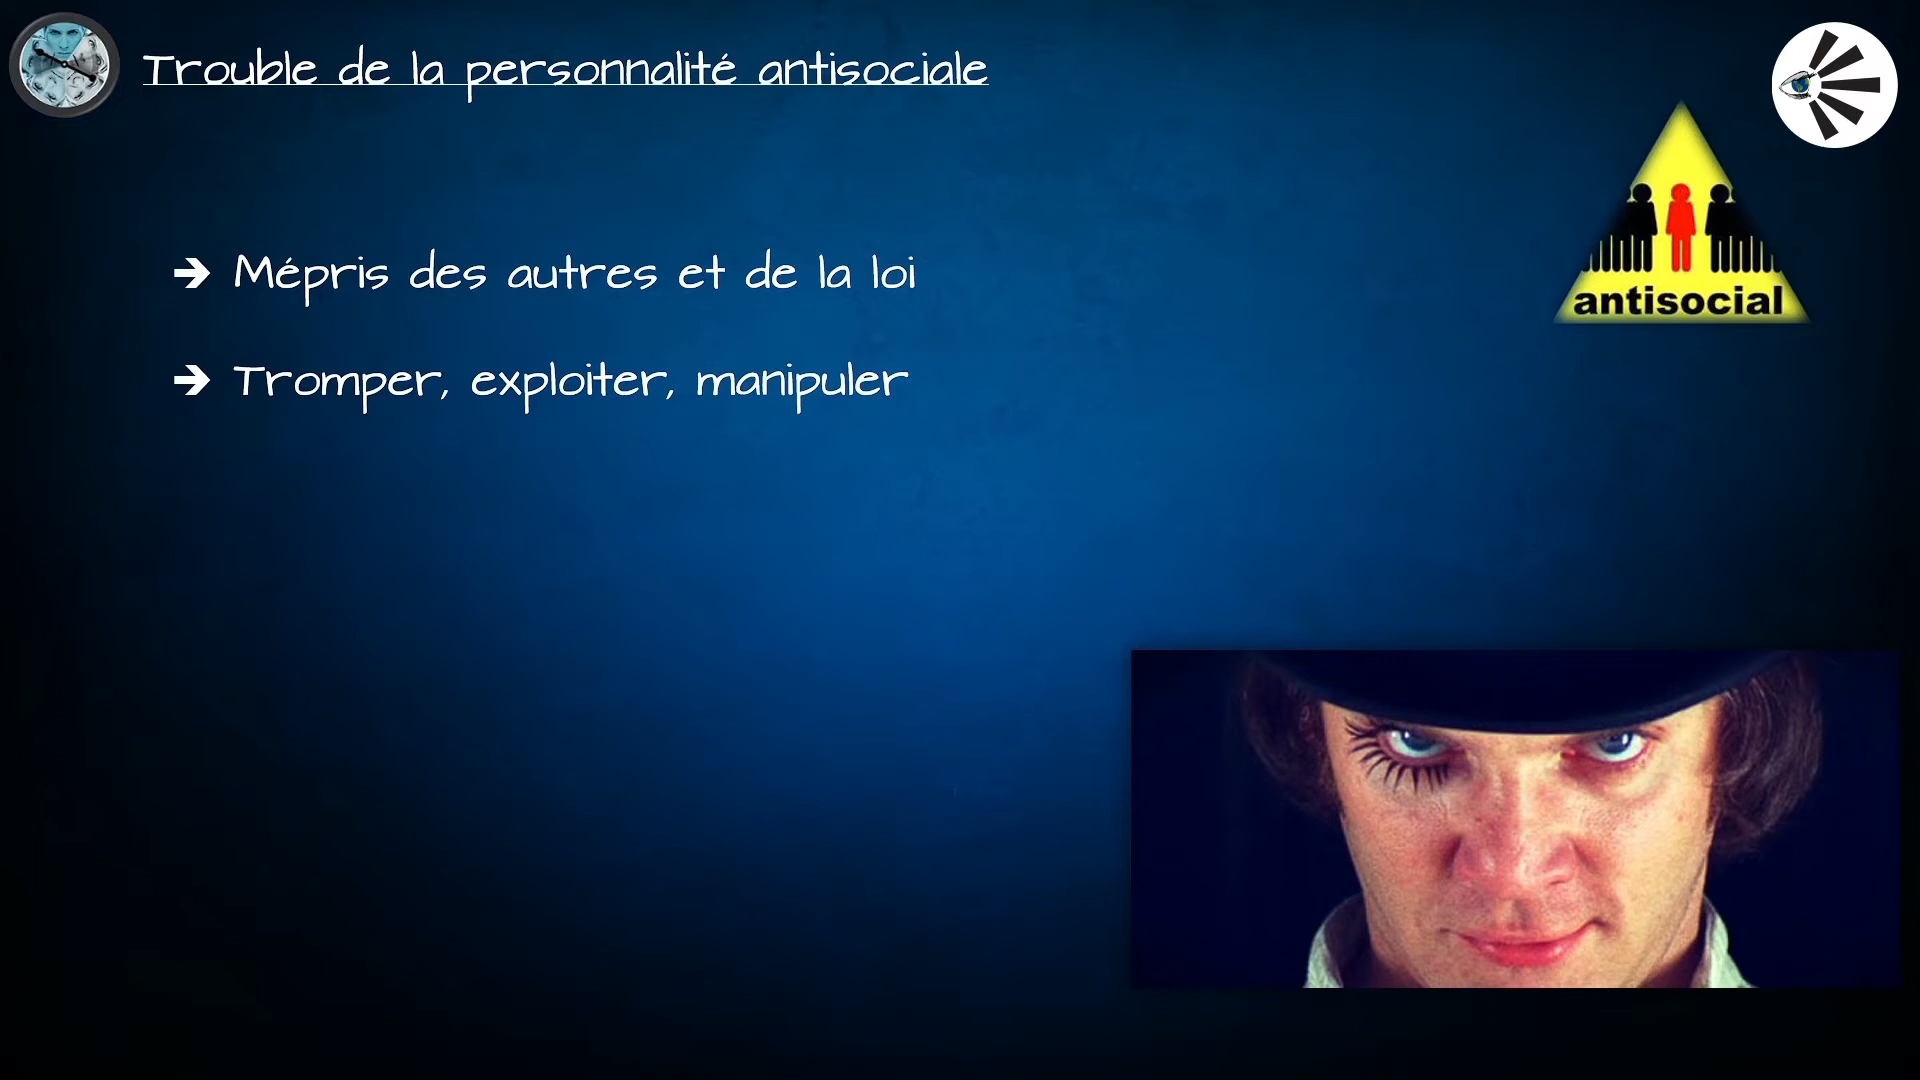 Trouble de la personnalité antisociale
➔ Mépris des autres et de la loi
➔ Tromper, exploiter, manipuler
antisocial